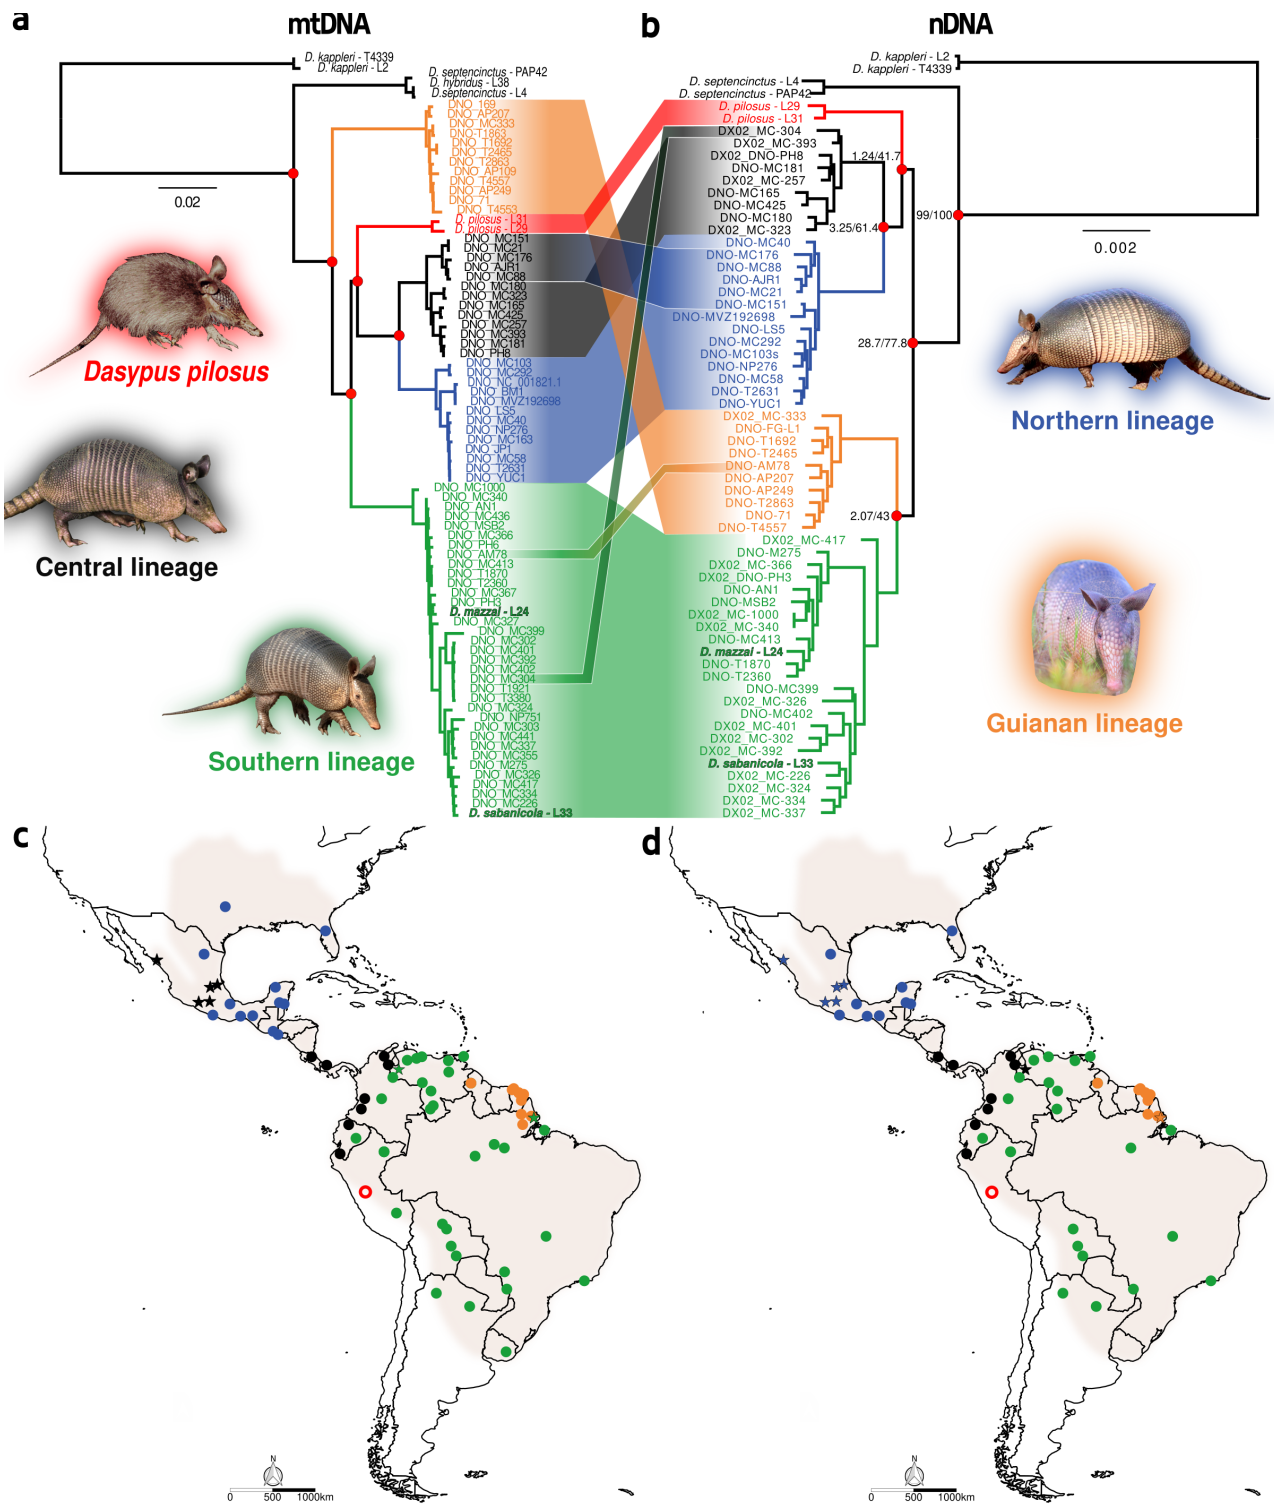 a
mtDNA
D. kappleri - T4339
D. kappleri - L2
D. septencinctus - PAP42
D. hybridus - L38
D.septencinctus - L4
DNO_169
DNO_AP207
DNO_MC333
DNO-T1863
DNO_T1692
DNO_T2465
DNO_T2863
DNO_AP109
DNO_T4557
DNO_AP249
DNO_71
DNO_T4553
D. pilosus - L31
D. pilosus - L29
DNO_MC151
DNO_MC21
DNO_MC176
DNO_AJR1
DNO_MC88
DNO_MC180
DNO_MC323
DNO_MC165
DNO_MC425
DNO_MC257
DNO_MC393
DNO_MC181
DNO_PH8
DNO_MC103
DNO_MC292
DNO_NC_001821.1
DNO_BM1
DNO_MVZ192698
DNO_LS5
DNO_MC40
DNO_NP276
DNO_MC163
DNO_JP1
DNO_MC58
DNO_T2631
DNO_YUC1
DNO_MC1000
DNO_MC340
DNO_AN1
DNO_MC436
DNO_MSB2
DNO_MC366
DNO_PH6
DNO_AM78
DNO_MC413
DNO_T1870
DNO_T2360
DNO_MC367
DNO_PH3
D. mazzai - L24
DNO_MC327
DNO_MC399
DNO_MC302
DNO_MC401
DNO_MC392
DNO_MC402
DNO_MC304
DNO_T1921
DNO_T3380
DNO_MC324
DNO_NP751
DNO_MC303
DNO_MC441
DNO_MC337
DNO_MC355
DNO_M275
DNO_MC326
DNO_MC417
DNO_MC334
DNO_MC226
D. sabanicola - L33
0.02
Dasypus pilosus
Central lineage
Southern lineage
b
nDNA
D. kappleri - L2
D. kappleri - T4339
D. septencinctus - L4
D. septencinctus - PAP42
D. pilosus - L29
D. pilosus - L31
DX02_MC-304
DX02_MC-393
DX02_DNO-PH8
DNO-MC181
DX02_MC-257
DNO-MC165
DNO-MC425
DNO-MC180
DX02_MC-323
DNO-MC40
DNO-MC176
DNO-MC88
DNO-AJR1
DNO-MC21
DNO-MC151
DNO-MVZ192698
DNO-LS5
DNO-MC292
DNO-MC103s
DNO-NP276
DNO-MC58
DNO-T2631
DNO-YUC1
DX02_MC-333
DNO-FG-L1
DNO-T1692
DNO-T2465
DNO-AM78
DNO-AP207
DNO-AP249
DNO-T2863
DNO-71
DNO-T4557
DX02_MC-417
DNO-M275
DX02_MC-366
DX02_DNO-PH3
DNO-AN1
DNO-MSB2
DX02_MC-1000
DX02_MC-340
DNO-MC413
D. mazzai - L24
DNO-T1870
DNO-T2360
DNO-MC399
DX02_MC-326
DNO-MC402
DX02_MC-401
DX02_MC-302
DX02_MC-392
D. sabanicola - L33
DX02_MC-226
DX02_MC-324
DX02_MC-334
DX02_MC-337
1.24/41.7
3.25/61.4
99/100
28.7/77.8
2.07/43
0.002
Northern lineage
Guianan lineage
c
N
0 500 1000km
d
N
0 500 1000km